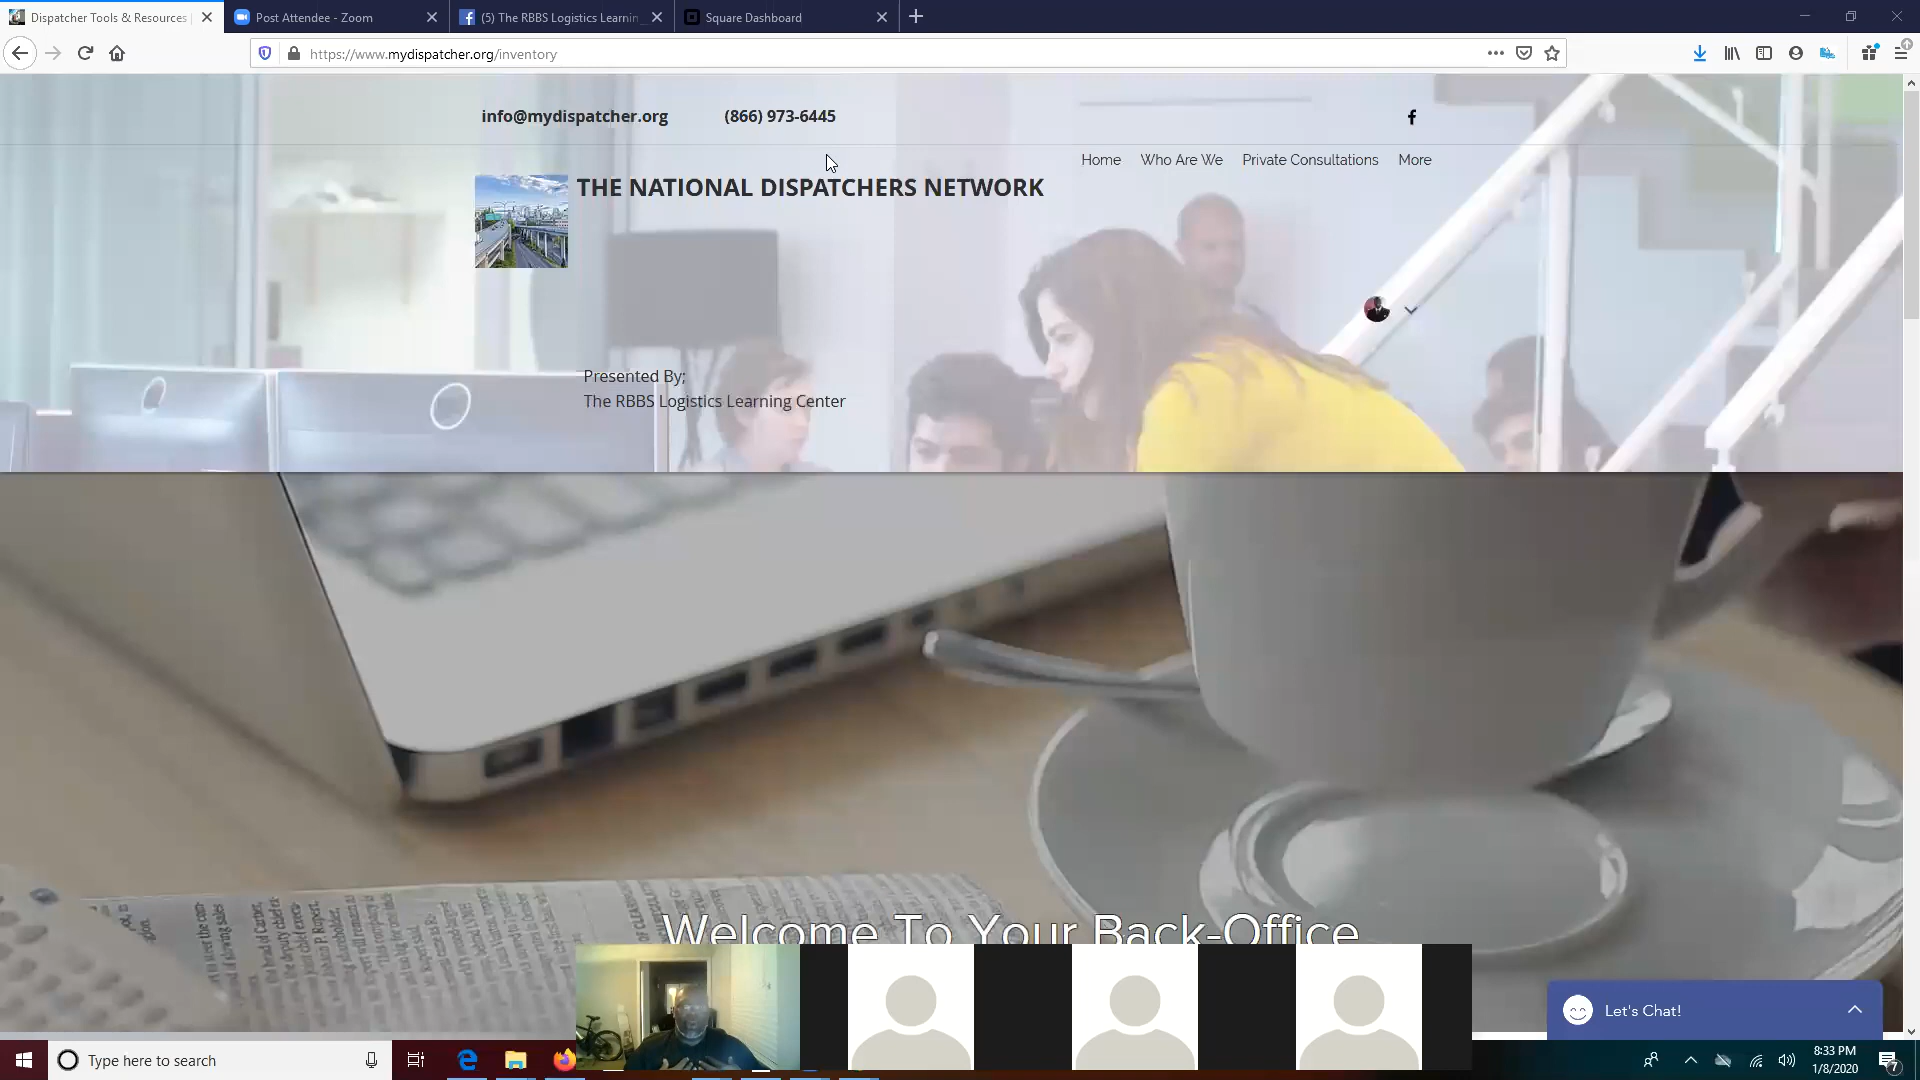 Dispatcher Tools & Resources |
Post Attendee - Zoom
(5) The RBBS Logistics Learnin
Square Dashboard
https://www.mydispatcher.org/inventory
info@mydispatcher.org
(866) 973-6445
Home
Who Are We
Private Consultations
More
THE NATIONAL DISPATCHERS NETWORK
Presented By;
The RBBS Logistics Learning Center
Welcome To Your Back-Office
Let's Chat!
Type here to search
8:33 PM
1/8/2020
7